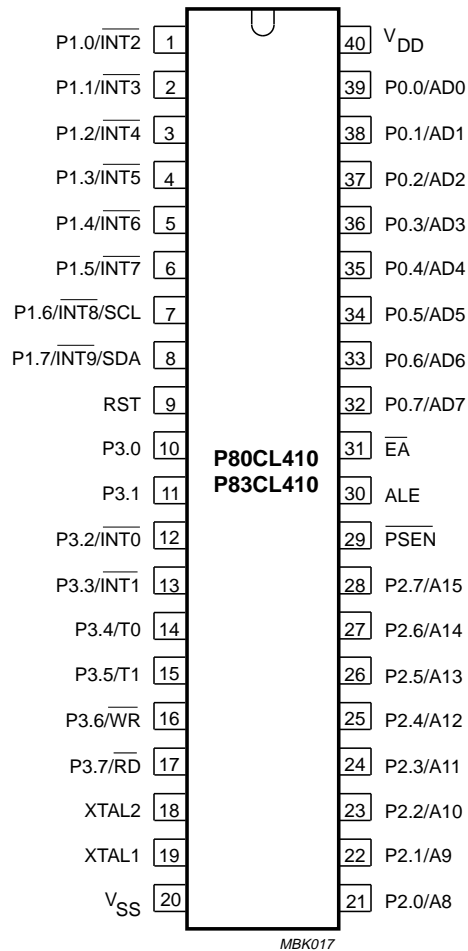 P1.0/INT2 1
P1.1/INT3 2
P1.2/INT4 3
P1.3/INT5 4
P1.4/INT6 5
P1.5/INT7 6
P1.6/INT8/SCL 7
P1.7/INT9/SDA 8
RST 9
P3.0 10
P3.1 11
P3.2/INT0 12
P3.3/INT1 13
P3.4/T0 14
P3.5/T1 15
P3.6/WR 16
P3.7/RD 17
XTAL2 18
XTAL1 19
VSS 20
P80CL410
P83CL410
40 VDD
39 P0.0/AD0
38 P0.1/AD1
37 P0.2/AD2
36 P0.3/AD3
35 P0.4/AD4
34 P0.5/AD5
33 P0.6/AD6
32 P0.7/AD7
31 EA
30 ALE
29 PSEN
28 P2.7/A15
27 P2.6/A14
26 P2.5/A13
25 P2.4/A12
24 P2.3/A11
23 P2.2/A10
22 P2.1/A9
21 P2.0/A8
MBK017